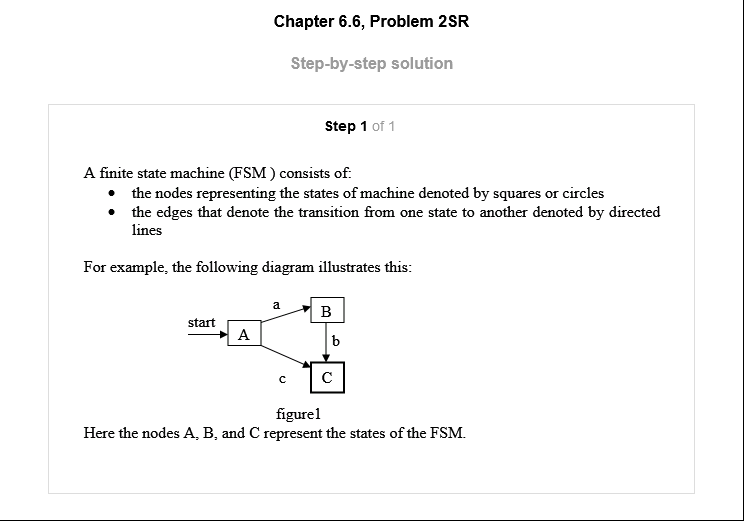 Chapter 6.6, Problem 2SR
Step-by-step solution
Step 1 of 1
A finite state machine (FSM ) consists of:
• the nodes representing the states of machine denoted by squares or circles
• the edges that denote the transition from one state to another denoted by directed
lines
For example, the following diagram illustrates this:
a
B
start
A
b
c
C
figure1
Here the nodes A, B, and C represent the states of the FSM.